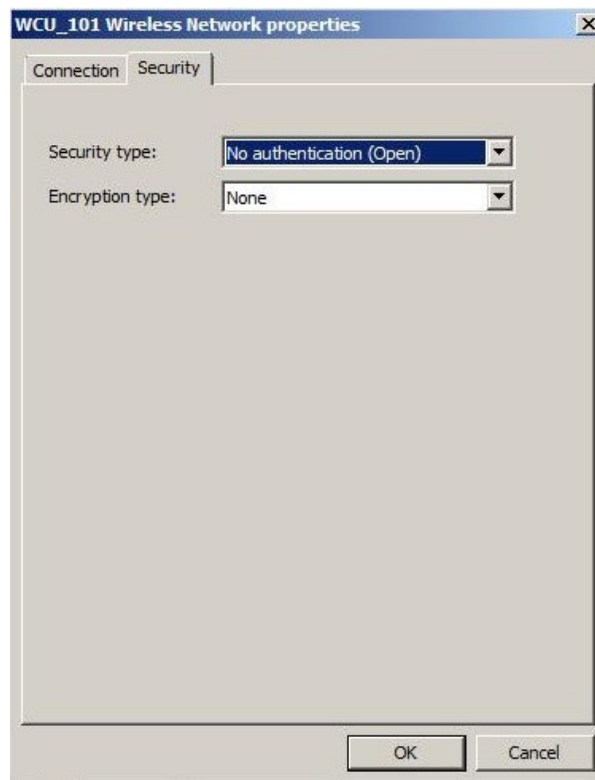 WCU_101 Wireless Network properties
Connection Security
Security type: No authentication (Open)
Encryption type: None
OK Cancel